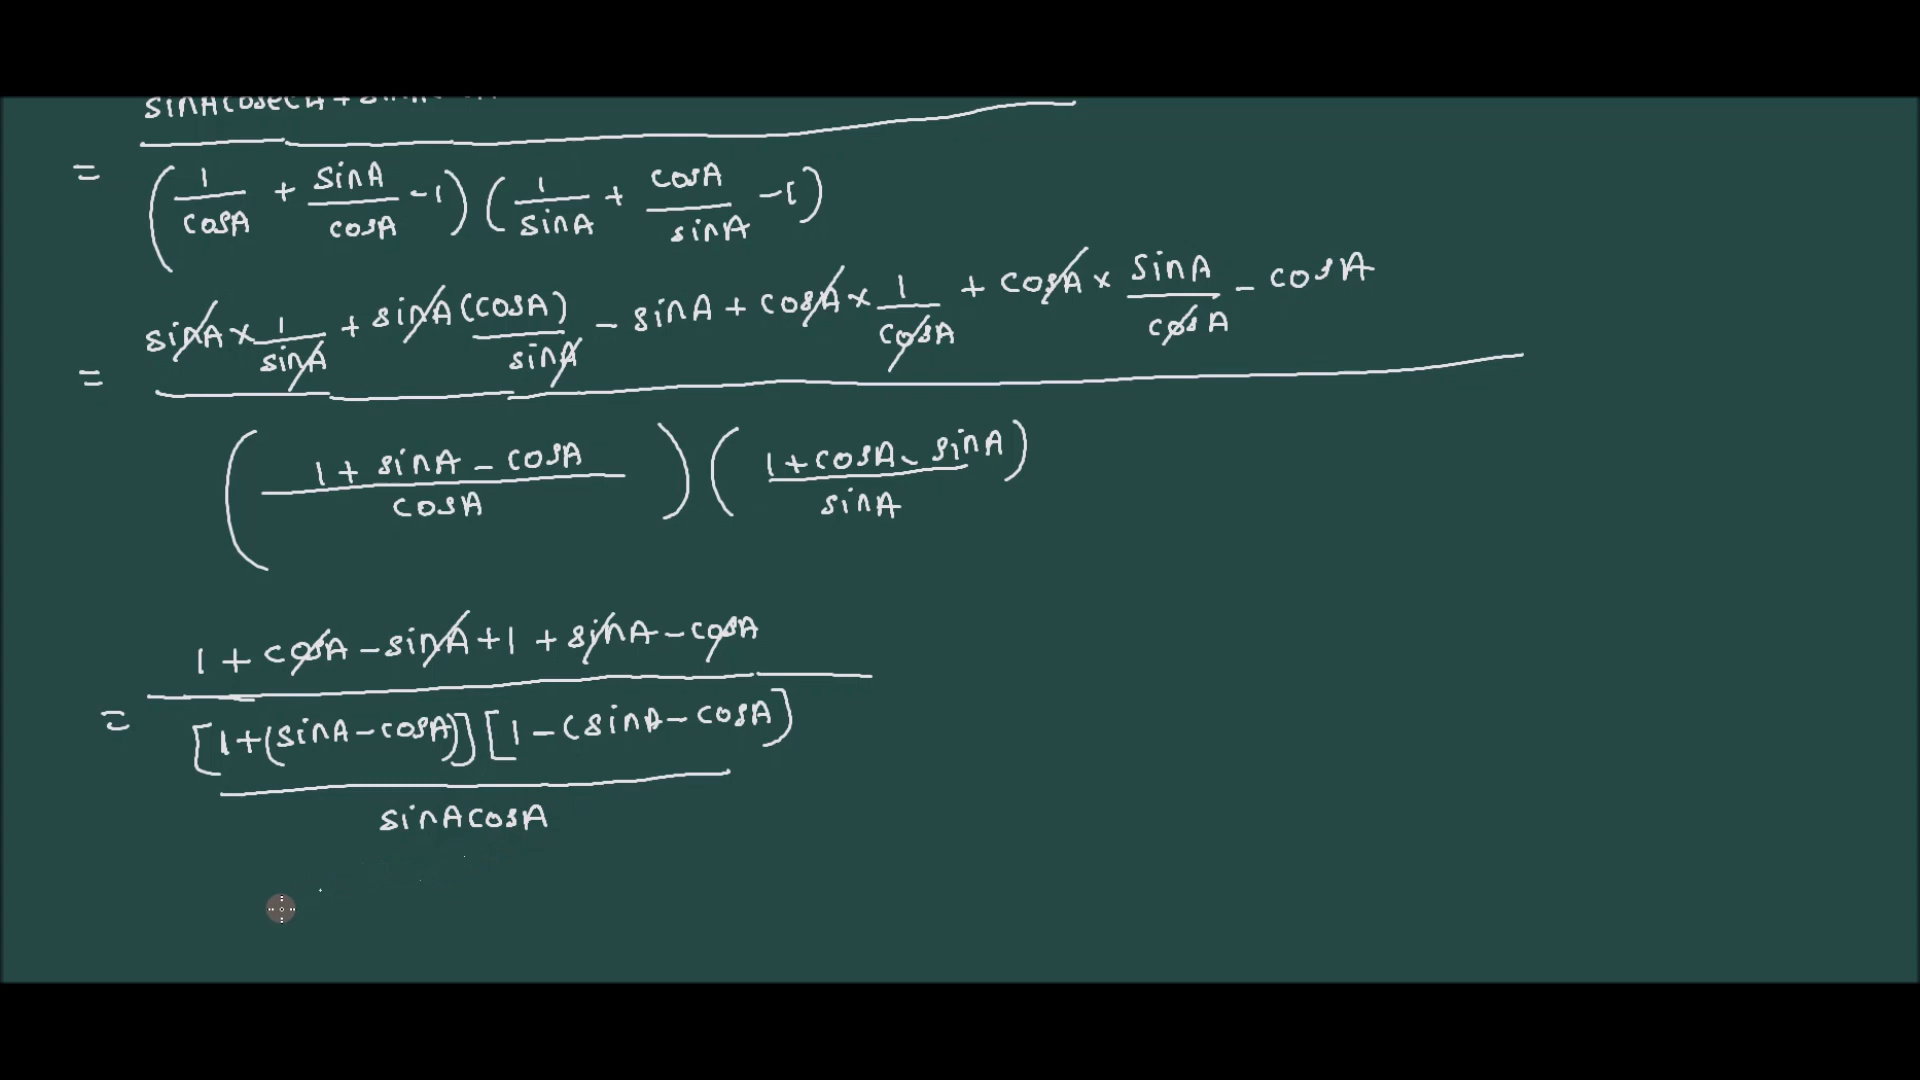 sinAcosecA +
= (1/cosA + sinA/cosA -1) (1/sinA + cosA/sinA -1)
= sinA × 1/sinA + sinA (cosA)/sinA - sinA + cosA × 1/cosA + cosA × sinA/cosA - cosA
(1 + sinA - cosA / cosA) (1 + cosA - sinA / sinA)
= 1 + cosA - sinA + 1 + sinA - cosA
[1+(sinA-cosA)] [1-(sinA-cosA)]
sinAcosA